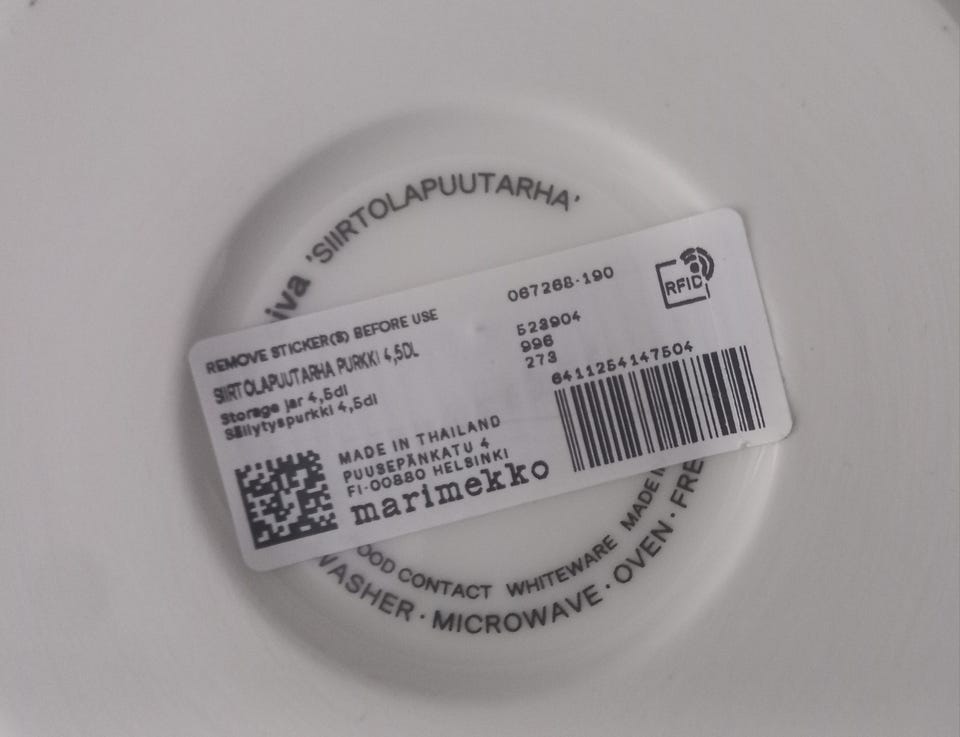 iva 'SIIRTOLAPUUTARHA'
REMOVE STICKER(S) BEFORE USE
SIIRTOLAPUUTARHA PURKKI 4,5DL
Storage jar 4,5dl
Säilytyspurkki 4,5dl
067268-190
523904
996
273
RFID
6411254147504
MADE IN THAILAND
PUUSEPÄNKATU 4
FI-00880 HELSINKI
marimekko
OOD CONTACT WHITEWARE MADE I
WASHER · MICROWAVE · OVEN · FRE